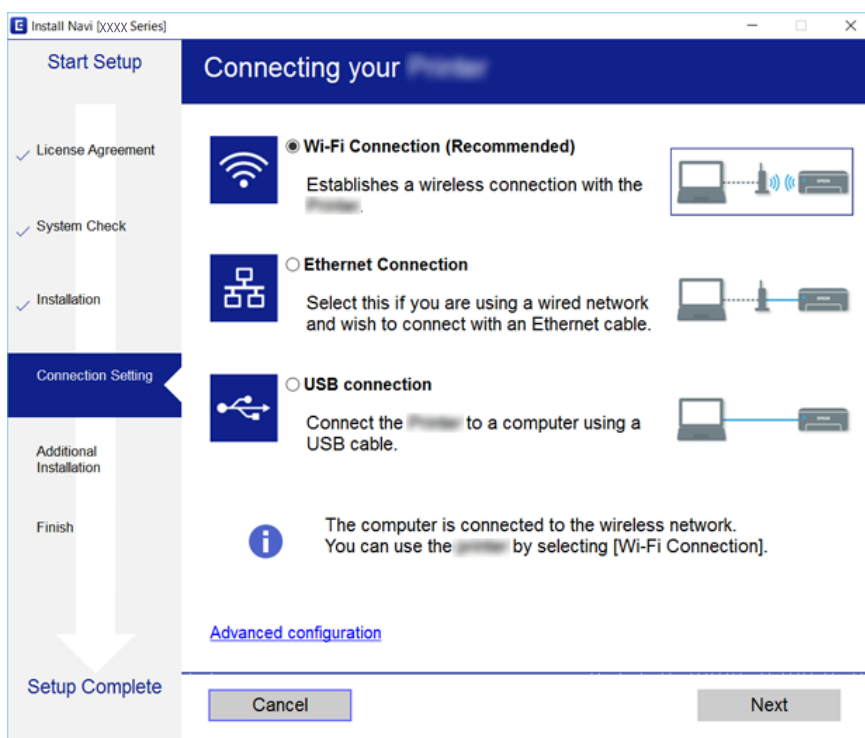 Install Navi [XXXX Series]
Start Setup
License Agreement
System Check
Installation
Connection Setting
Additional
Installation
Finish
Setup Complete
Connecting your
Wi-Fi Connection (Recommended)
Establishes a wireless connection with the
.
Ethernet Connection
Select this if you are using a wired network
and wish to connect with an Ethernet cable.
USB connection
Connect the to a computer using a
USB cable.
The computer is connected to the wireless network.
You can use the by selecting [Wi-Fi Connection].
Advanced configuration
Cancel
Next